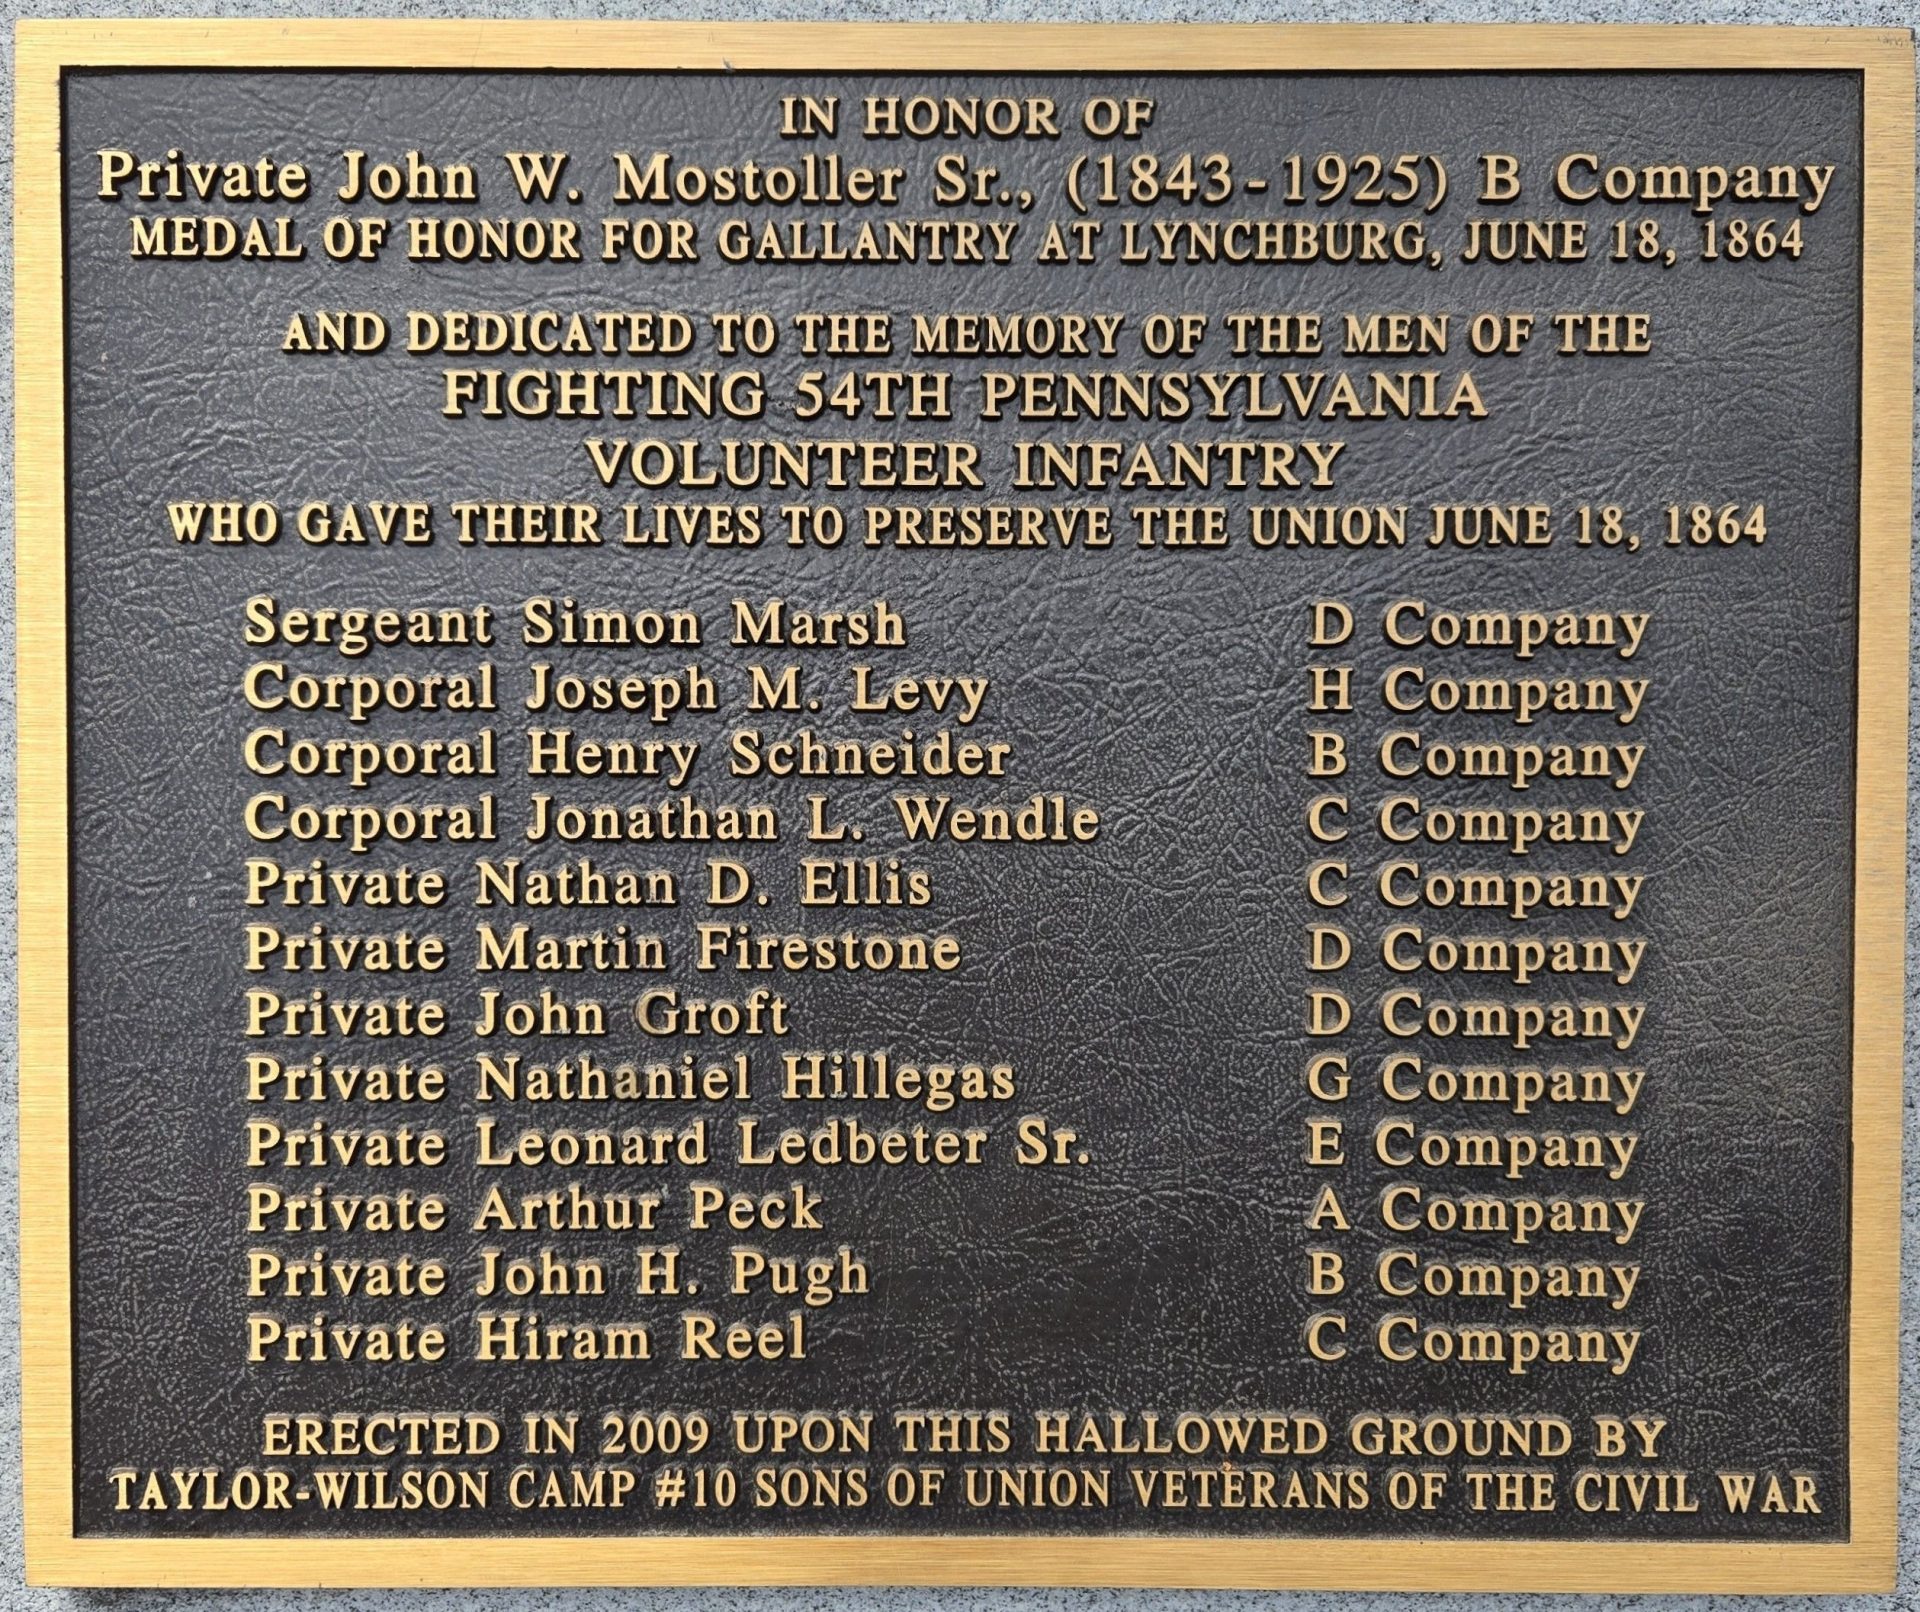 IN HONOR OF
Private John W. Mostoller Sr., (1843-1925) B Company
MEDAL OF HONOR FOR GALLANTRY AT LYNCHBURG, JUNE 18, 1864
AND DEDICATED TO THE MEMORY OF THE MEN OF THE
FIGHTING 54TH PENNSYLVANIA
VOLUNTEER INFANTRY
WHO GAVE THEIR LIVES TO PRESERVE THE UNION JUNE 18, 1864
Sergeant Simon Marsh D Company
Corporal Joseph M. Levy H Company
Corporal Henry Schneider B Company
Corporal Jonathan L. Wendle C Company
Private Nathan D. Ellis C Company
Private Martin Firestone D Company
Private John Groft D Company
Private Nathaniel Hillegas G Company
Private Leonard Ledbeter Sr. E Company
Private Arthur Peck A Company
Private John H. Pugh B Company
Private Hiram Reel C Company
ERECTED IN 2009 UPON THIS HALLOWED GROUND BY
TAYLOR-WILSON CAMP #10 SONS OF UNION VETERANS OF THE CIVIL WAR